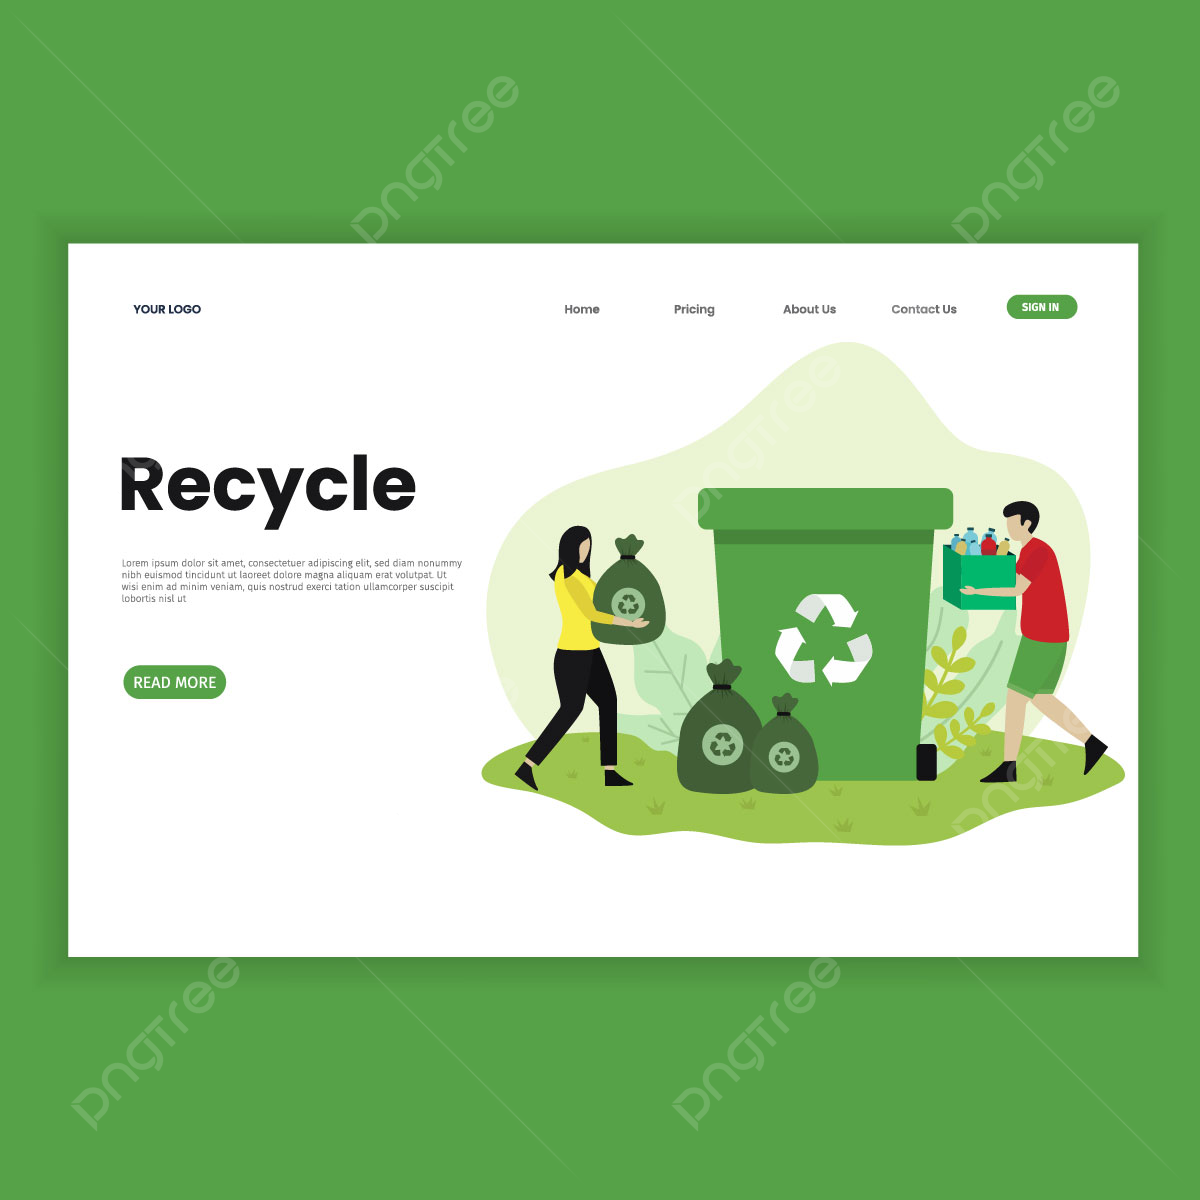 YOUR LOGO
Home
Pricing
About Us
Contact Us
SIGN IN
Recycle
Lorem ipsum dolor sit amet, consectetuer adipiscing elit, sed diam nonummy
nibh euismod tincidunt ut laoreet dolore magna aliquam erat volutpat. Ut
wisi enim ad minim veniam, quis nostrud exerci tation ullamcorper suscipit
lobortis nisl ut
READ MORE
pngtree
pngtree
pngtree
pngtree
pngtree